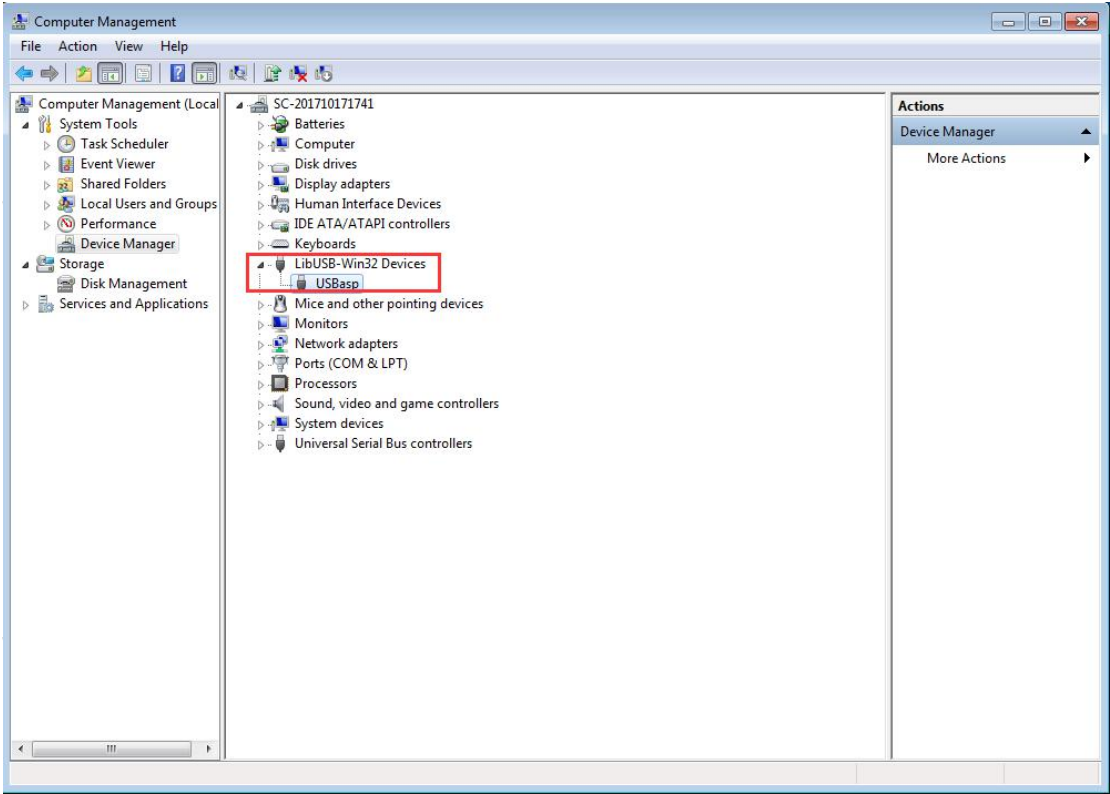 Computer Management
File Action View Help
Computer Management (Local
System Tools
Task Scheduler
Event Viewer
Shared Folders
Local Users and Groups
Performance
Device Manager
Storage
Disk Management
Services and Applications
SC-201710171741
Batteries
Computer
Disk drives
Display adapters
Human Interface Devices
IDE ATA/ATAPI controllers
Keyboards
LibUSB-Win32 Devices
USBasp
Mice and other pointing devices
Monitors
Network adapters
Ports (COM & LPT)
Processors
Sound, video and game controllers
System devices
Universal Serial Bus controllers
Actions
Device Manager
More Actions